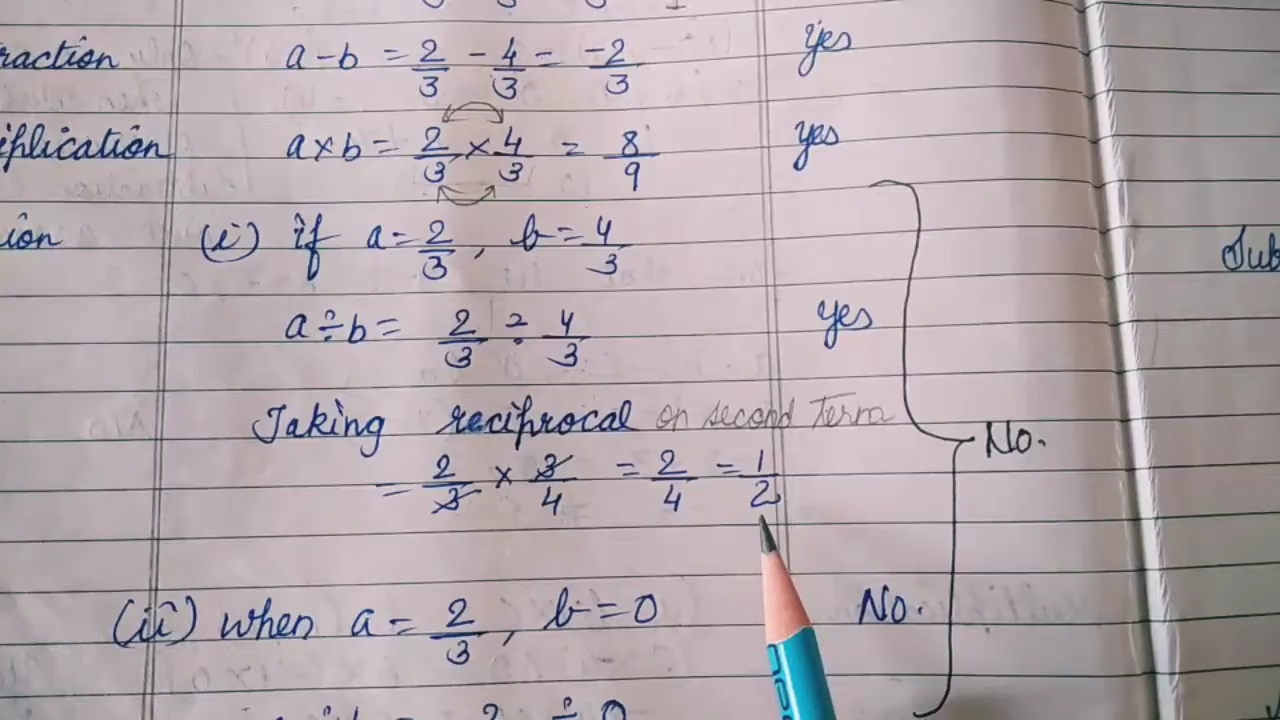 raction a-b = 2/3 - 4/3 = -2/3 Yes
iplication a×b = 2/3 × 4/3 = 8/9 yes
ion (i) if a = 2/3, b = 4/3
Sub
a÷b = 2/3 ÷ 4/3 yes
Taking reciprocal on second term
No.
= 2/3 × 3/4 = 2/4 = 1/2
(ii) when a = 2/3, b = 0 No.